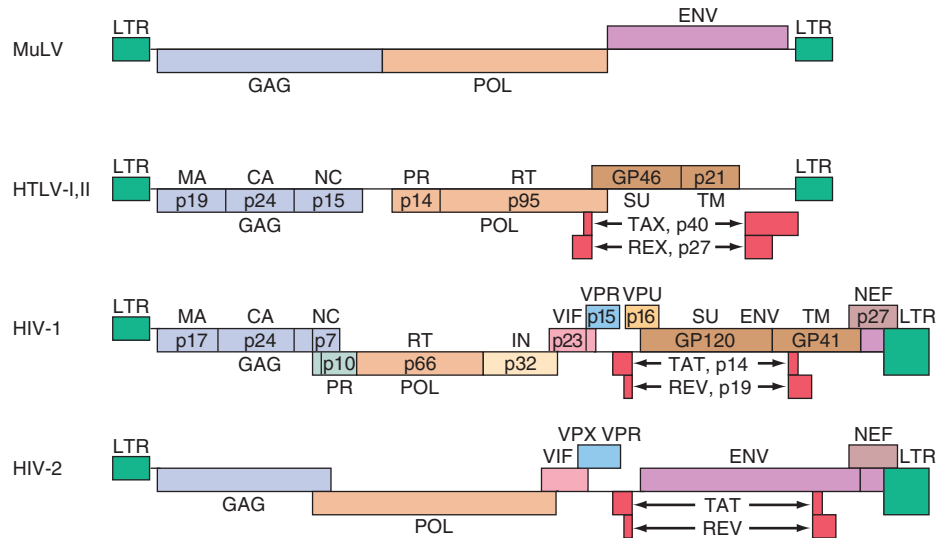 ENV
LTR LTR
MuLV
GAG POL
LTR MA CA NC PR RT LTR
HTLV-I,II GP46 p21
p19 p24 p15 p14 p95 SU TM
GAG POL TAX, p40
REX, p27
VPR VPU
LTR MA CA NC VIF p15 p16 SU ENV TM NEF
p27 LTR
HIV-1
p17 p24 p7 RT IN p23 GP120 GP41
GAG p10 p66 p32 TAT, p14
PR POL REV, p19
VPX VPR
LTR VIF ENV NEF LTR
HIV-2
GAG TAT
POL REV